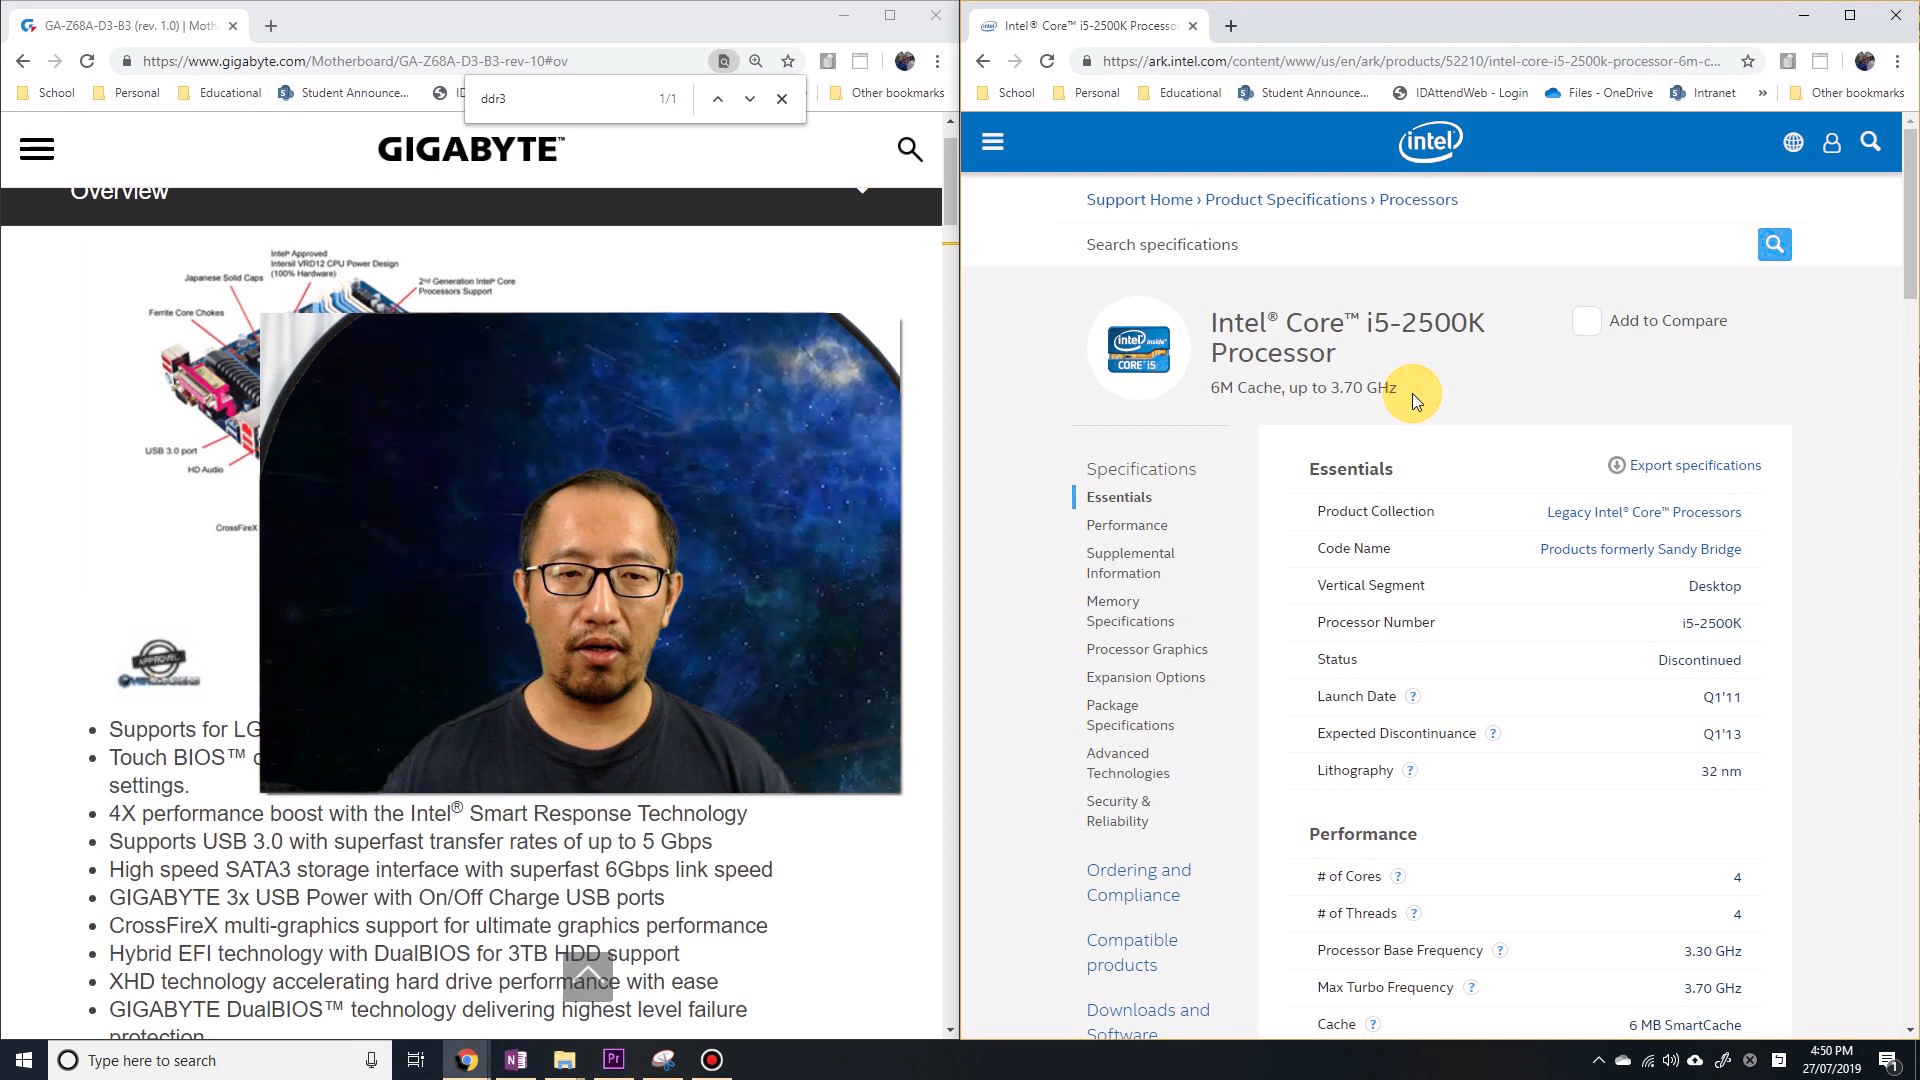 GA-Z68A-D3-B3 (rev. 1.0) | Moth
https://www.gigabyte.com/Motherboard/GA-Z68A-D3-B3-rev-10#ov
School
Personal
Educational
Student Announce...
Other bookmarks
ddr3
1/1
GIGABYTE™
Overview
Intel® Approved
Intersil VRD12 CPU Power Design
(100% Hardware)
Japanese Solid Caps
2nd Generation Intel® Core
Processors Support
Ferrite Core Chokes
USB 3.0 port
HD Audio
CrossFireX
APPROVED
• Supports for LG
• Touch BIOS™
settings.
• 4X performance boost with the Intel® Smart Response Technology
• Supports USB 3.0 with superfast transfer rates of up to 5 Gbps
• High speed SATA3 storage interface with superfast 6Gbps link speed
• GIGABYTE 3x USB Power with On/Off Charge USB ports
• CrossFireX multi-graphics support for ultimate graphics performance
• Hybrid EFI technology with DualBIOS for 3TB HDD support
• XHD technology accelerating hard drive performance with ease
• GIGABYTE DualBIOS™ technology delivering highest level failure
protection
Intel® Core™ i5-2500K Processo
https://ark.intel.com/content/www/us/en/ark/products/52210/intel-core-i5-2500k-processor-6m-c...
School
Personal
Educational
Student Announce...
IDAttendWeb - Login
Files - OneDrive
Intranet
»
Other bookmarks
intel
Support Home › Product Specifications › Processors
Search specifications
intel inside™
CORE™ i5
Intel® Core™ i5-2500K
Processor
6M Cache, up to 3.70 GHz
Add to Compare
Specifications
Essentials
Performance
Supplemental
Information
Memory
Specifications
Processor Graphics
Expansion Options
Package
Specifications
Advanced
Technologies
Security &
Reliability
Ordering and
Compliance
Compatible
products
Downloads and
Software
Essentials
Export specifications
Product Collection Legacy Intel® Core™ Processors
Code Name Products formerly Sandy Bridge
Vertical Segment Desktop
Processor Number i5-2500K
Status Discontinued
Launch Date ? Q1'11
Expected Discontinuance ? Q1'13
Lithography ? 32 nm
Performance
# of Cores ? 4
# of Threads ? 4
Processor Base Frequency ? 3.30 GHz
Max Turbo Frequency ? 3.70 GHz
Cache ? 6 MB SmartCache
Type here to search
Pr
4:50 PM
27/07/2019
1